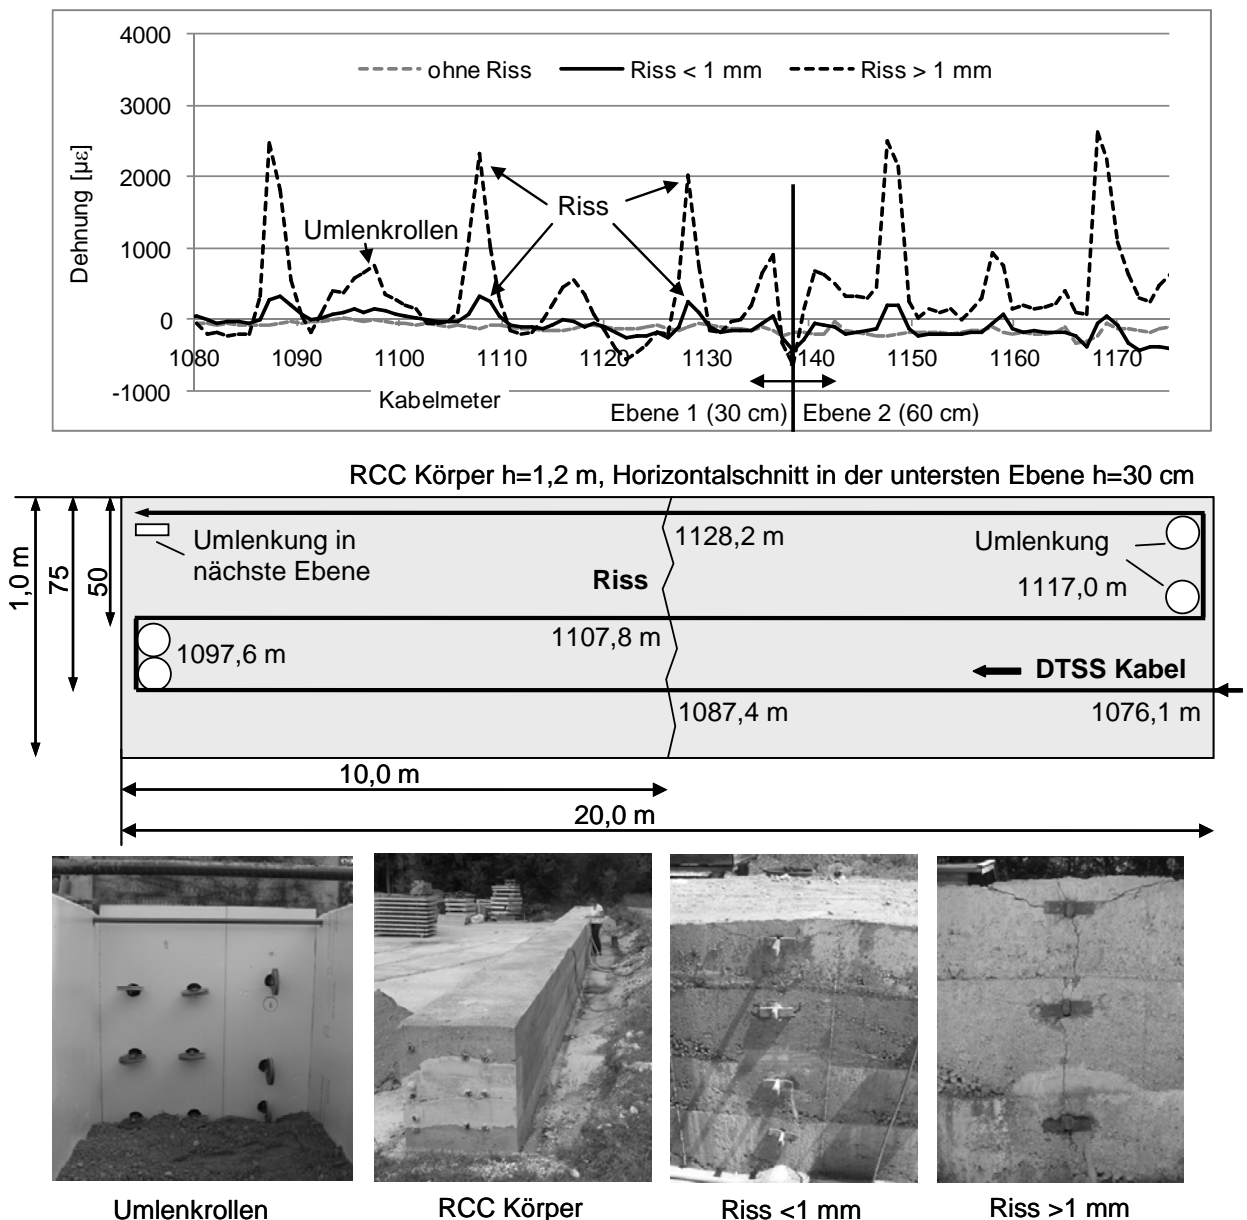 4000
3000
2000
1000
0
-1000
Dehnung [µε]
ohne Riss
Riss < 1 mm
Riss > 1 mm
Umlenkrollen
Riss
1080 1090 1100 1110 1120 1130 1140 1150 1160 1170
Kabelmeter
Ebene 1 (30 cm)
Ebene 2 (60 cm)
RCC Körper h=1,2 m, Horizontalschnitt in der untersten Ebene h=30 cm
1,0 m
75
50
Umlenkung in
nächste Ebene
1128,2 m
Umlenkung
Riss
1117,0 m
1097,6 m
1107,8 m
DTSS Kabel
1087,4 m
1076,1 m
10,0 m
20,0 m
Umlenkrollen
RCC Körper
Riss <1 mm
Riss >1 mm